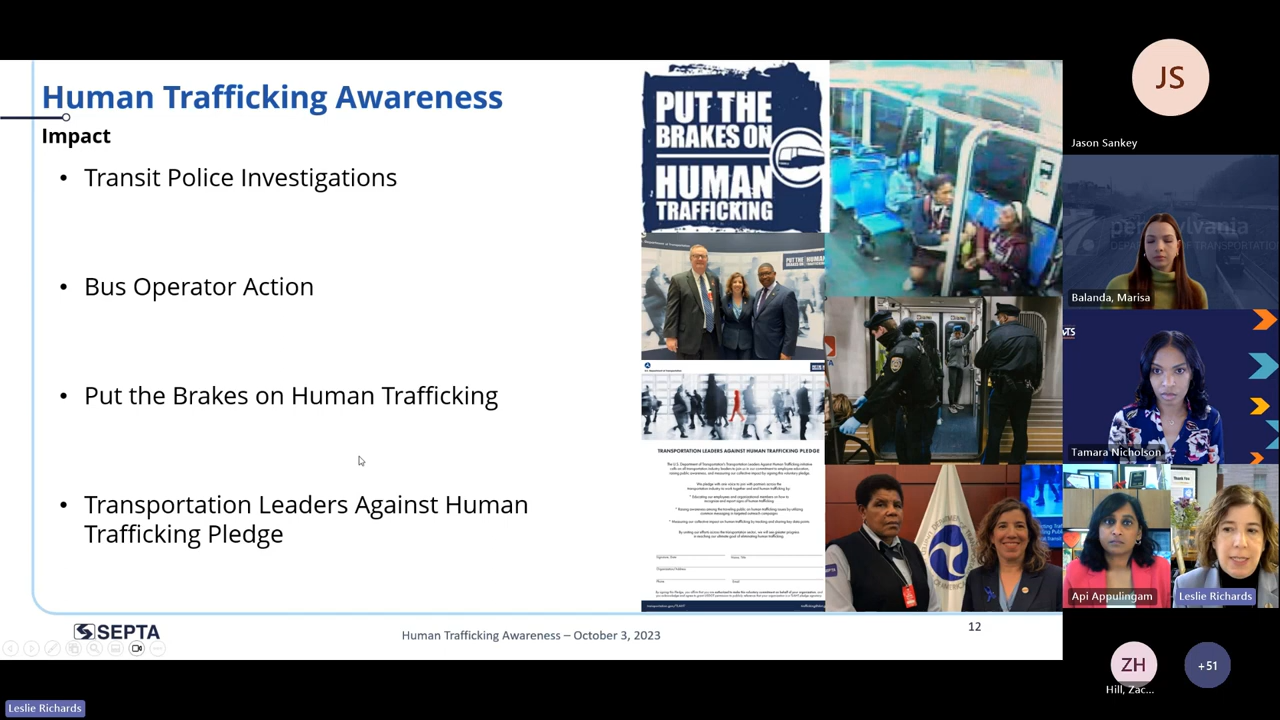 Human Trafficking Awareness
Impact
• Transit Police Investigations
• Bus Operator Action
• Put the Brakes on Human Trafficking
• Transportation Leaders Against Human
Trafficking Pledge
PUT THE
BRAKES ON
HUMAN
TRAFFICKING
TRANSPORTATION LEADERS AGAINST HUMAN TRAFFICKING PLEDGE
SEPTA
Human Trafficking Awareness – October 3, 2023
12
JS
Jason Sankey
Balanda, Marisa
Tamara Nicholson
Api Appulingam
Leslie Richards
ZH
Hill, Zac...
+51
Leslie Richards